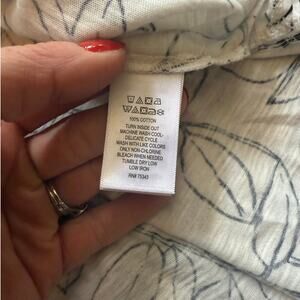 100% COTTON
TURN INSIDE OUT
MACHINE WASH COOL
DELICATE CYCLE
WASH WITH LIKE COLORS
ONLY NON-CHLORINE
BLEACH WHEN NEEDED
TUMBLE DRY LOW
LOW IRON
RN# 75343